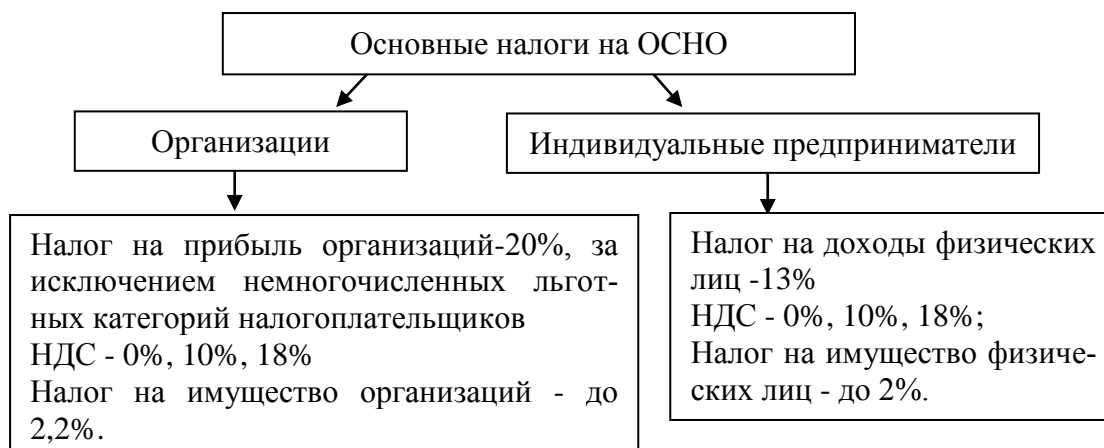 Основные налоги на ОСНО
Организации
Индивидуальные предприниматели
Налог на прибыль организаций-20%, за
исключением немногочисленных льгот-
ных категорий налогоплательщиков
НДС - 0%, 10%, 18%
Налог на имущество организаций - до
2,2%.
Налог на доходы физических
лиц -13%
НДС - 0%, 10%, 18%;
Налог на имущество физиче-
ских лиц - до 2%.